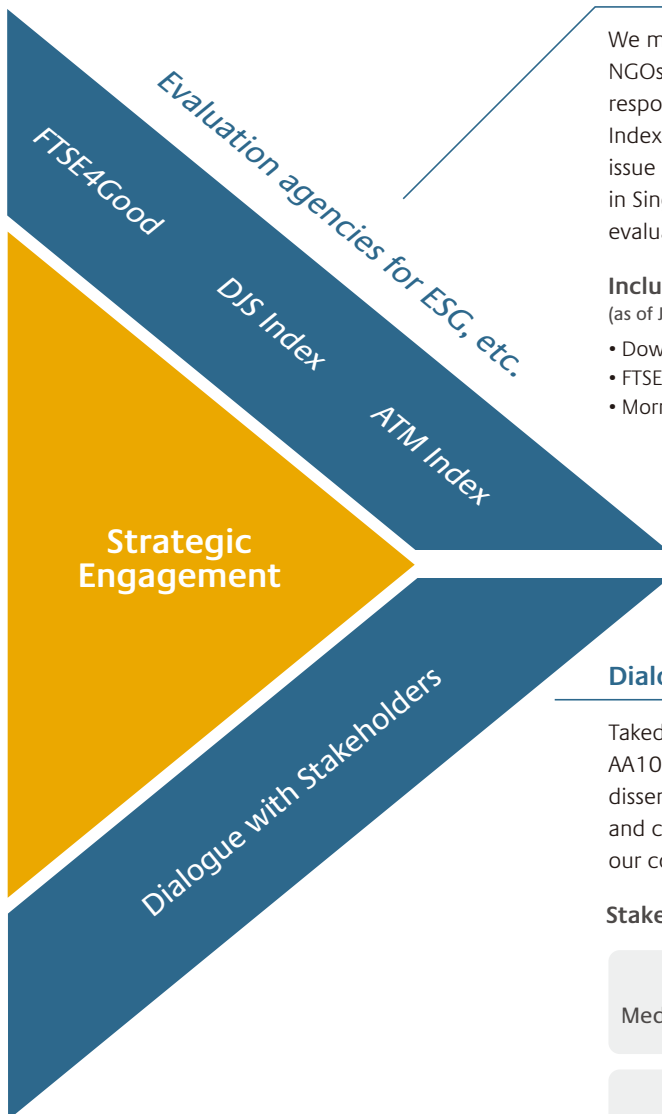 Evaluation agencies for ESG, etc.
FTSE4Good
DJS Index
ATM Index
Strategic
Engagement
Dialogue with Stakeholders
We m
NGOs
respo
Index
issue
in Sin
evalua
Inclu
(as of J
• Dow
• FTSE
• Morn
Dialo
Taked
AA10
disser
and c
our co
Stake
Med